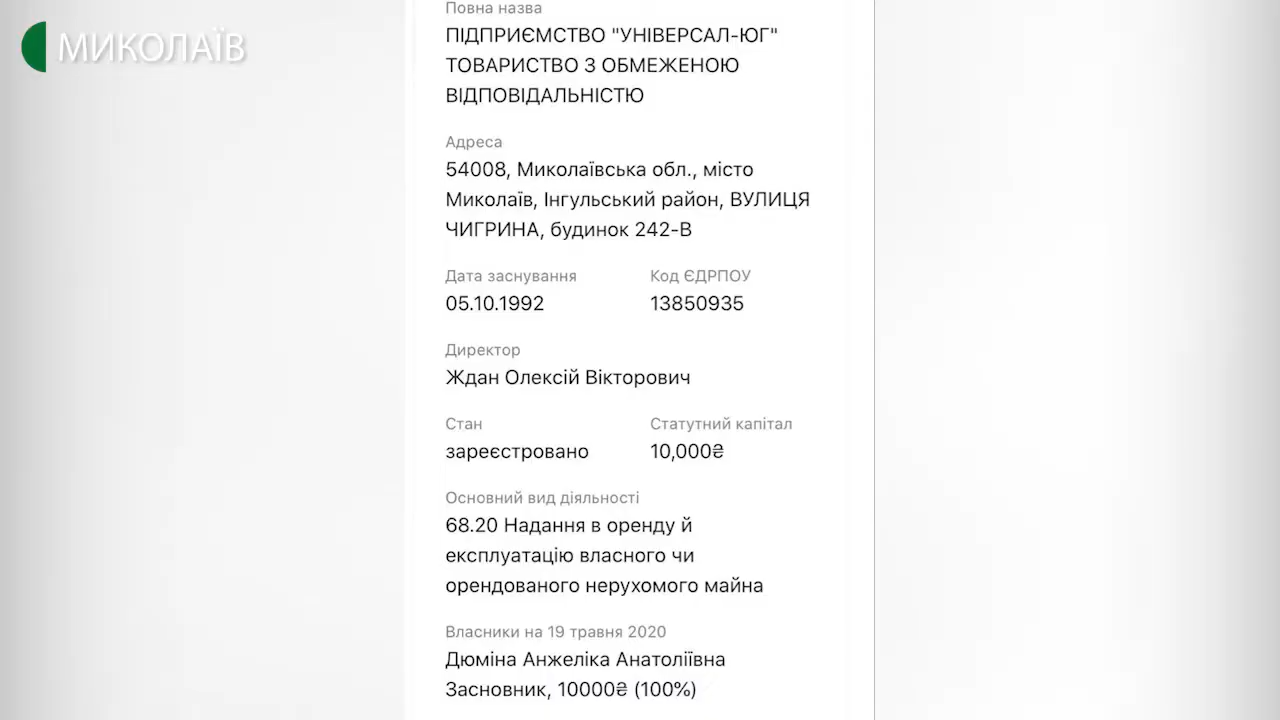 МИКОЛАЇВ
Повна назва
ПІДПРИЄМСТВО "УНІВЕРСАЛ-ЮГ"
ТОВАРИСТВО З ОБМЕЖЕНОЮ
ВІДПОВІДАЛЬНІСТЮ
Адреса
54008, Миколаївська обл., місто
Миколаїв, Інгульський район, ВУЛИЦЯ
ЧИГРИНА, будинок 242-В
Дата заснування
Код ЄДРПОУ
05.10.1992
13850935
Директор
Ждан Олексій Вікторович
Стан
Статутний капітал
зареєстровано
10,000₴
Основний вид діяльності
68.20 Надання в оренду й
експлуатацію власного чи
орендованого нерухомого майна
Власники на 19 травня 2020
Дюміна Анжеліка Анатоліївна
Засновник, 10000₴ (100%)